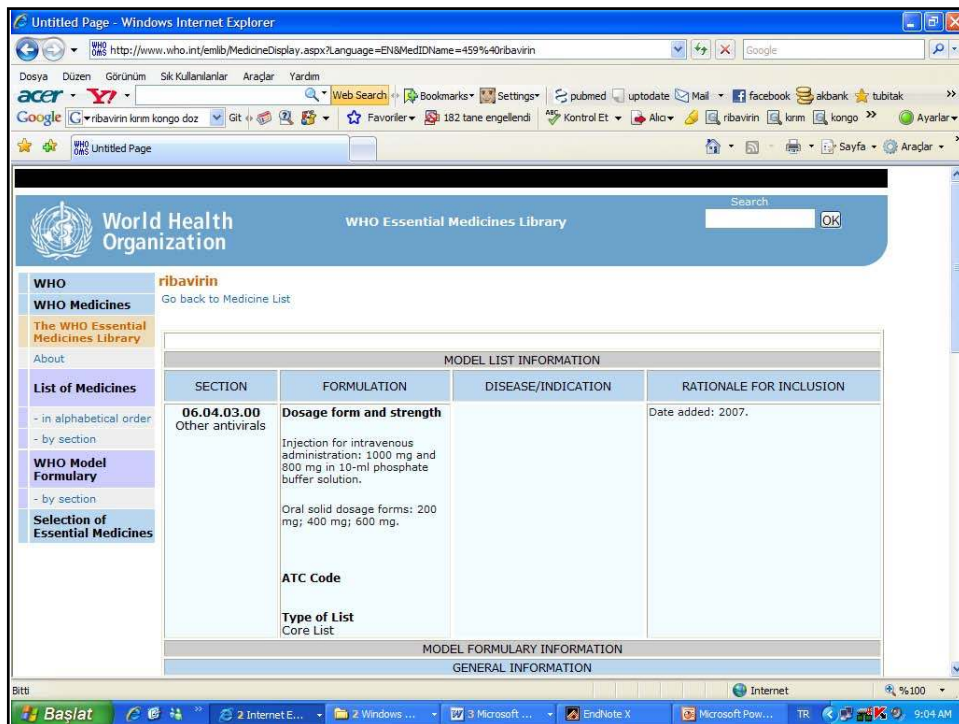 Untitled Page - Windows Internet Explorer
http://www.who.int/emlib/MedicineDisplay.aspx?Language=EN&MedIDName=459%40ribavirin
Google
Dosya Düzen Görünüm Sık Kullanılanlar Araçlar Yardım
acer Y! Web Search Bookmarks Settings pubmed uptodate Mail facebook akbank tubitak »
Google ribavirin kırım kongo doz Git Favoriler 182 tane engellendi Kontrol Et Alıcı ribavirin kırım kongo » Ayarlar
WHO OMS Untitled Page Sayfa Araçlar
World Health
Organization
WHO Essential Medicines Library
Search
OK
WHO
WHO Medicines
The WHO Essential
Medicines Library
About
List of Medicines
- in alphabetical order
- by section
WHO Model
Formulary
- by section
Selection of
Essential Medicines
ribavirin
Go back to Medicine List
MODEL LIST INFORMATION
SECTION FORMULATION DISEASE/INDICATION RATIONALE FOR INCLUSION
06.04.03.00
Other antivirals
Dosage form and strength
Injection for intravenous
administration: 1000 mg and
800 mg in 10-ml phosphate
buffer solution.
Oral solid dosage forms: 200
mg; 400 mg; 600 mg.
ATC Code
Type of List
Core List
Date added: 2007.
MODEL FORMULARY INFORMATION
GENERAL INFORMATION
Bitti Internet %100
Başlat 2 Internet E... 2 Windows ... 3 Microsoft ... EndNote X Microsoft Pow... TR 9:04 AM